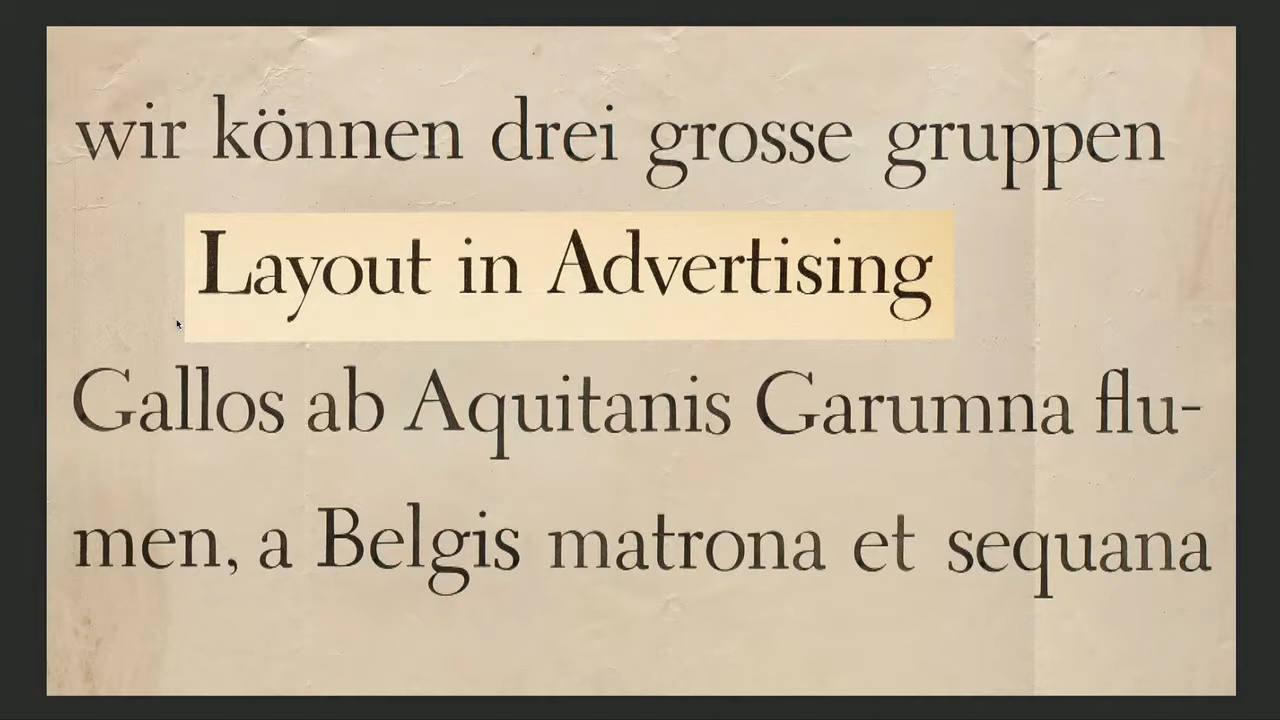 wir können drei grosse gruppen
Layout in Advertising
Gallos ab Aquitanis Garumna flu-
men, a Belgis matrona et sequana